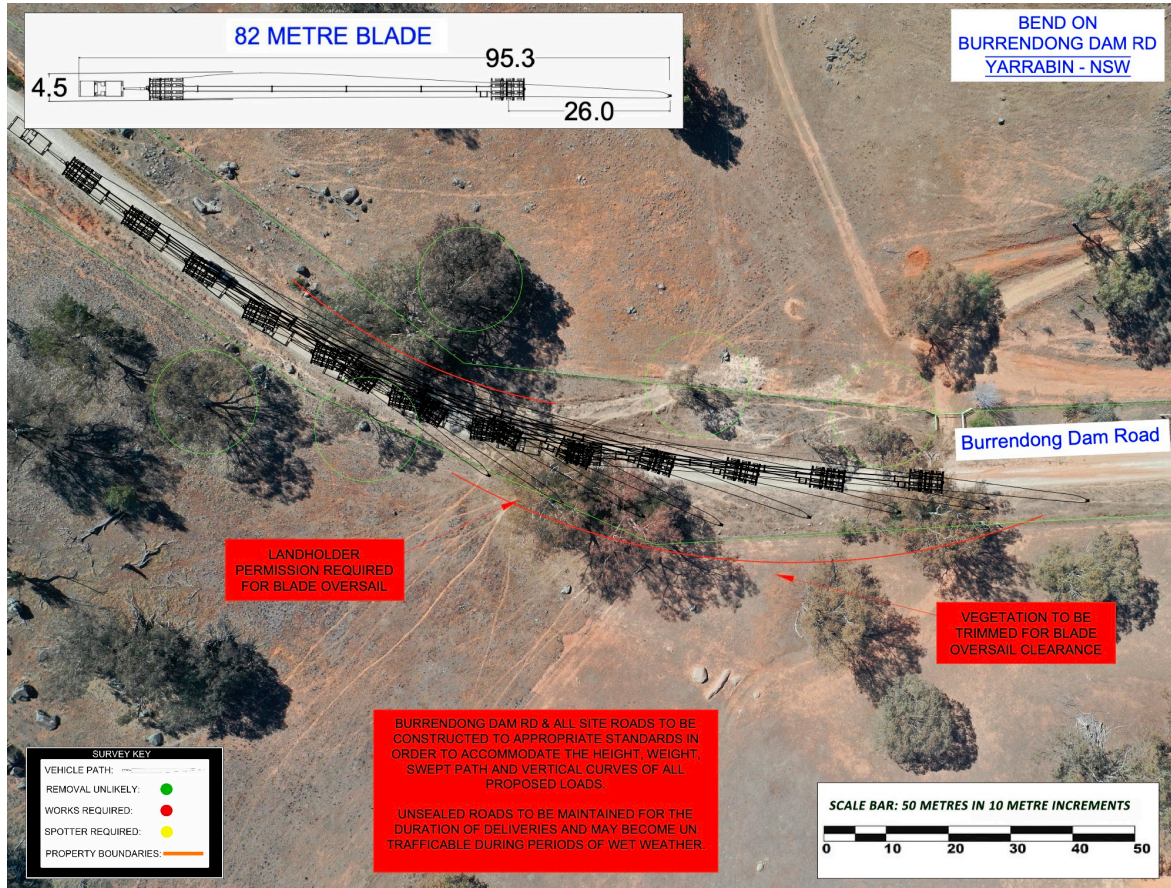 82 METRE BLADE
95.3
4.5
26.0
BEND ON
BURRENDONG DAM RD
YARRABIN - NSW
Burrendong Dam Road
LANDHOLDER
PERMISSION REQUIRED
FOR BLADE OVERSAIL
VEGETATION TO BE
TRIMMED FOR BLADE
OVERSAIL CLEARANCE
BURRENDONG DAM RD & ALL SITE ROADS TO BE
CONSTRUCTED TO APPROPRIATE STANDARDS IN
ORDER TO ACCOMMODATE THE HEIGHT, WEIGHT,
SWEPT PATH AND VERTICAL CURVES OF ALL
PROPOSED LOADS.
UNSEALED ROADS TO BE MAINTAINED FOR THE
DURATION OF DELIVERIES AND MAY BECOME UN
TRAFFICABLE DURING PERIODS OF WET WEATHER.
SURVEY KEY
VEHICLE PATH:
REMOVAL UNLIKELY:
WORKS REQUIRED:
SPOTTER REQUIRED:
PROPERTY BOUNDARIES:
SCALE BAR: 50 METRES IN 10 METRE INCREMENTS
0 10 20 30 40 50